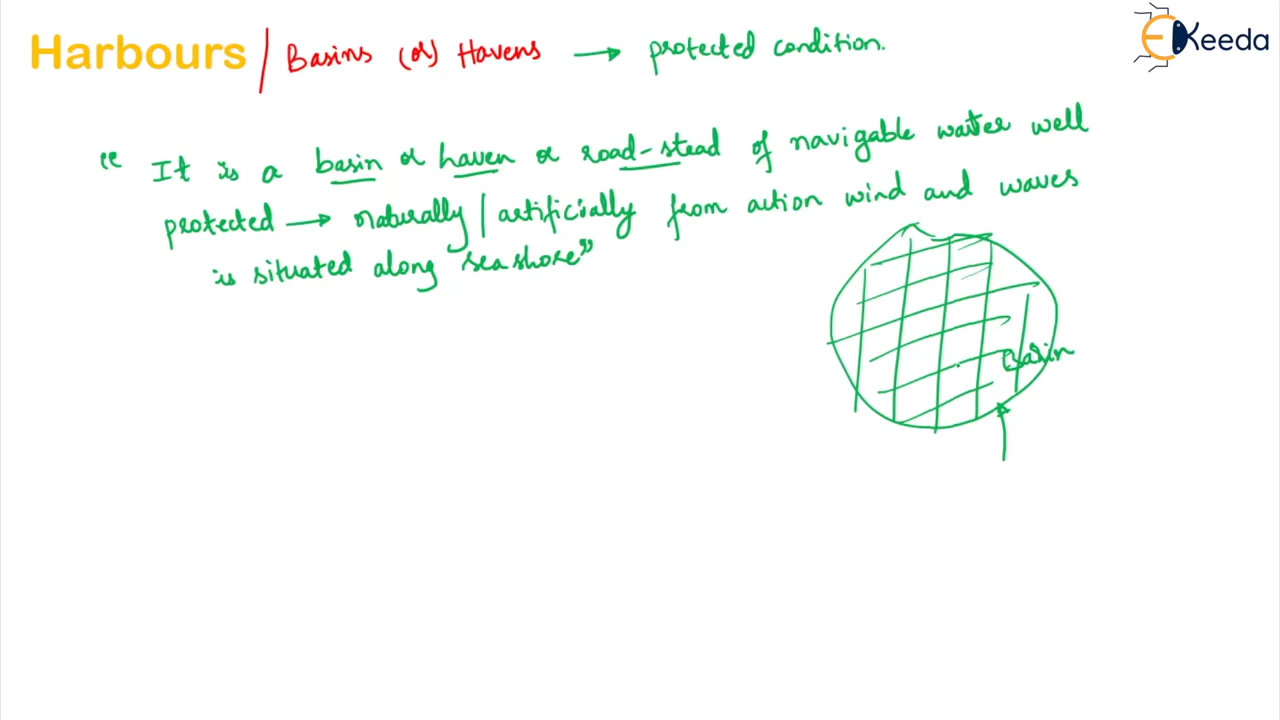 Harbours / Basins (or) Havens → protected condition.
EKeeda
“ It is a basin or haven or road-stead of navigable water well
protected → naturally / artificially from action wind and waves
is situated along seashore”
Basin